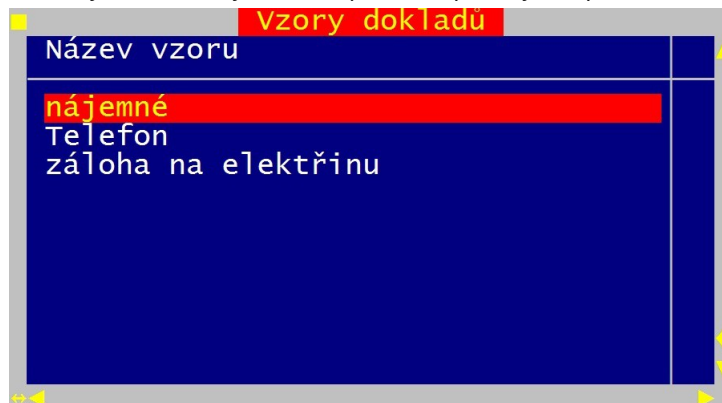 Vzory dokladů
Název vzoru
nájemné
Telefon
záloha na elektřinu